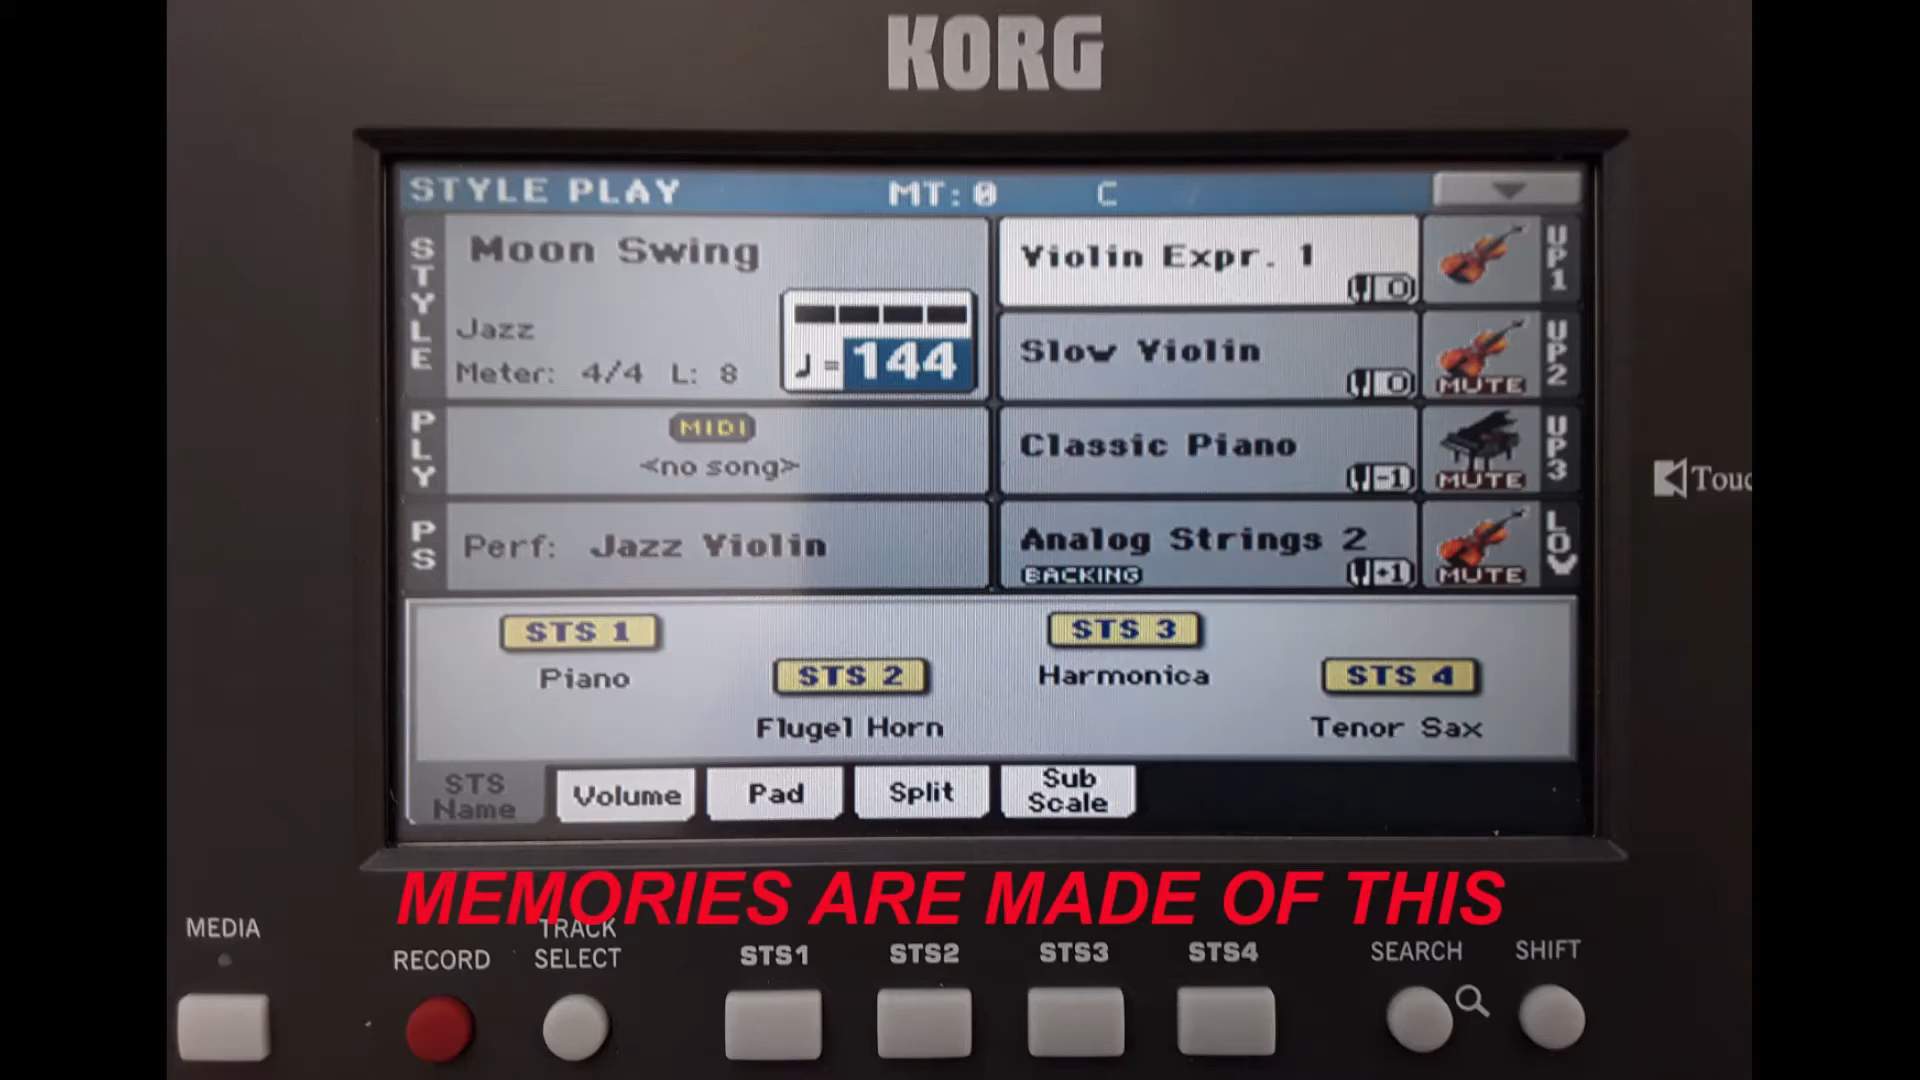 KORG
STYLE PLAY MT: 0 C
STYLE
Moon Swing
Jazz
Meter: 4/4 L: 8
♩ = 144
PLY
MIDI
<no song>
PS
Perf: Jazz Violin
Violin Expr. 1
0
UP1
Slow Violin
0
MUTE
UP2
Classic Piano
-1
MUTE
UP3
Analog Strings 2
BACKING
+1
MUTE
LOW
STS 1
Piano
STS 2
Flugel Horn
STS 3
Harmonica
STS 4
Tenor Sax
STS
Name
Volume
Pad
Split
Sub
Scale
MEMORIES ARE MADE OF THIS
MEDIA
RECORD
TRACK
SELECT
STS1
STS2
STS3
STS4
SEARCH
SHIFT